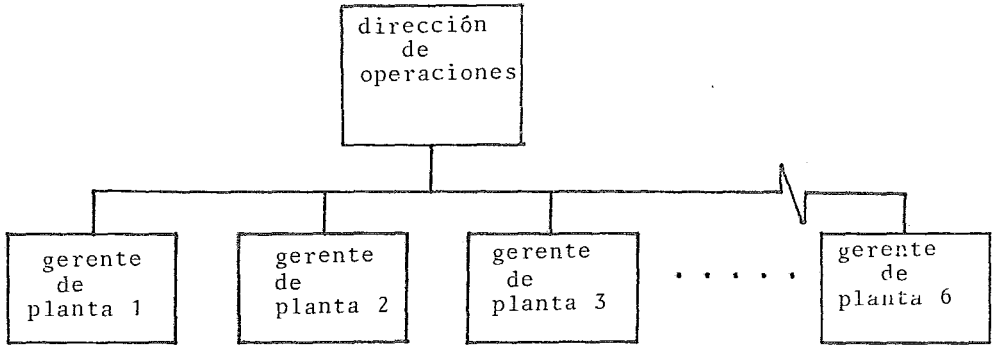 dirección
de
operaciones
gerente
de
planta 1
gerente
de
planta 2
gerente
de
planta 3
. . . . .
gerente
de
planta 6